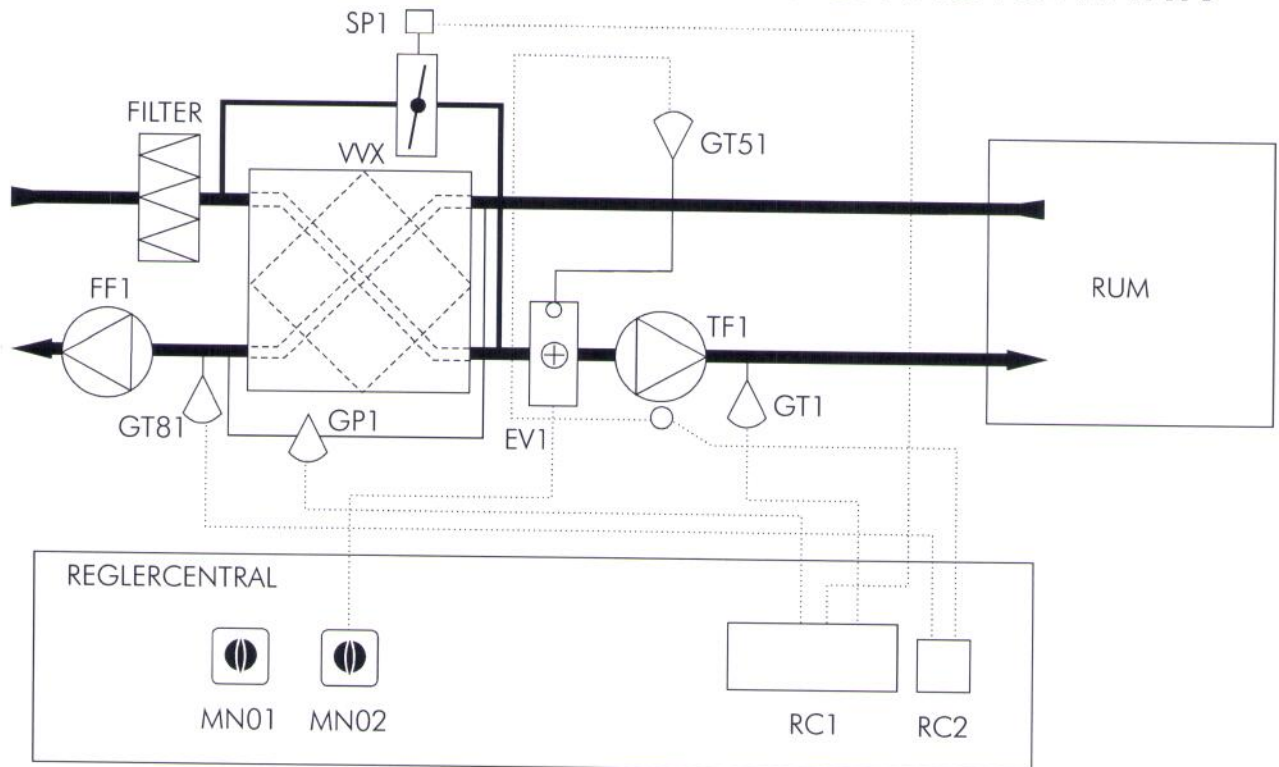 SP1
FILTER
VVX
GT51
FF1
TF1
RUM
GT81
GP1
EV1
GT1
REGLERCENTRAL
MN01
MN02
RC1
RC2